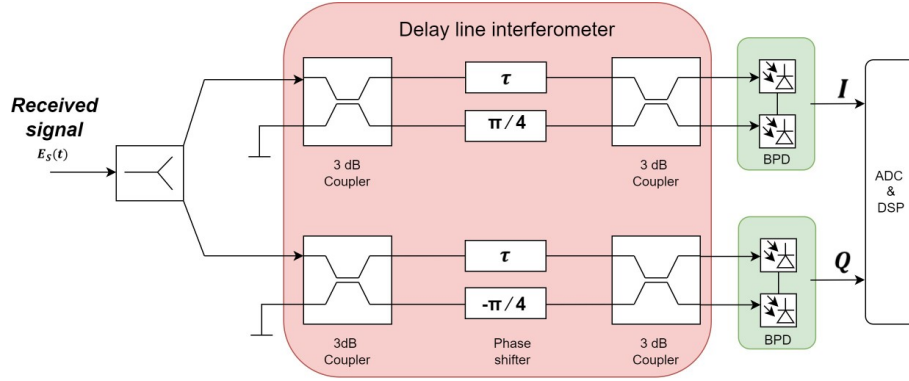 Delay line interferometer
Received
signal
E_S(t)
τ
π / 4
3 dB
Coupler
3 dB
Coupler
BPD
I
ADC
&
DSP
τ
-π / 4
3dB
Coupler
Phase
shifter
3 dB
Coupler
BPD
Q